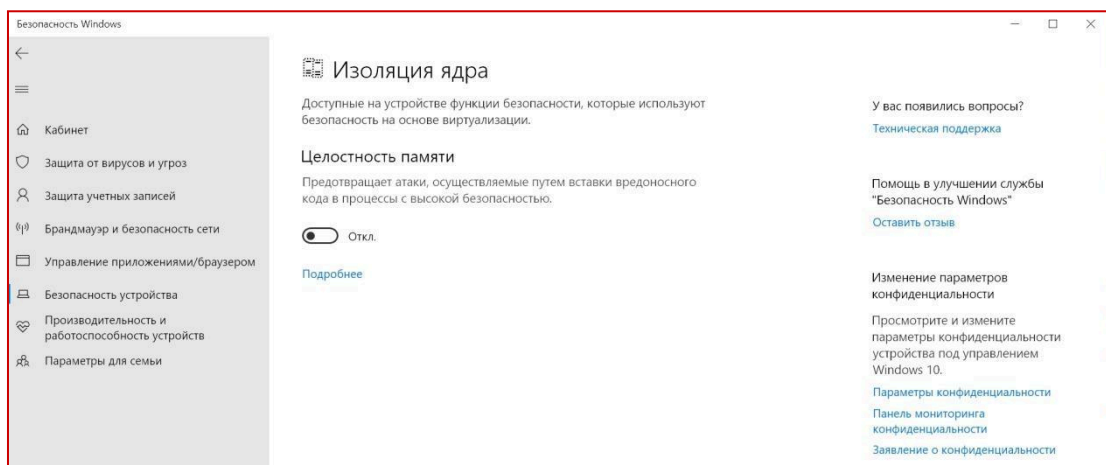 Безопасность Windows
Кабинет
Защита от вирусов и угроз
Защита учетных записей
Брандмауэр и безопасность сети
Управление приложениями/браузером
Безопасность устройства
Производительность и
работоспособность устройств
Параметры для семьи
Изоляция ядра
Доступные на устройстве функции безопасности, которые используют
безопасность на основе виртуализации.
Целостность памяти
Предотвращает атаки, осуществляемые путем вставки вредоносного
кода в процессы с высокой безопасностью.
Откл.
Подробнее
У вас появились вопросы?
Техническая поддержка
Помощь в улучшении службы
"Безопасность Windows"
Оставить отзыв
Изменение параметров
конфиденциальности
Просмотрите и измените
параметры конфиденциальности
устройства под управлением
Windows 10.
Параметры конфиденциальности
Панель мониторинга
конфиденциальности
Заявление о конфиденциальности